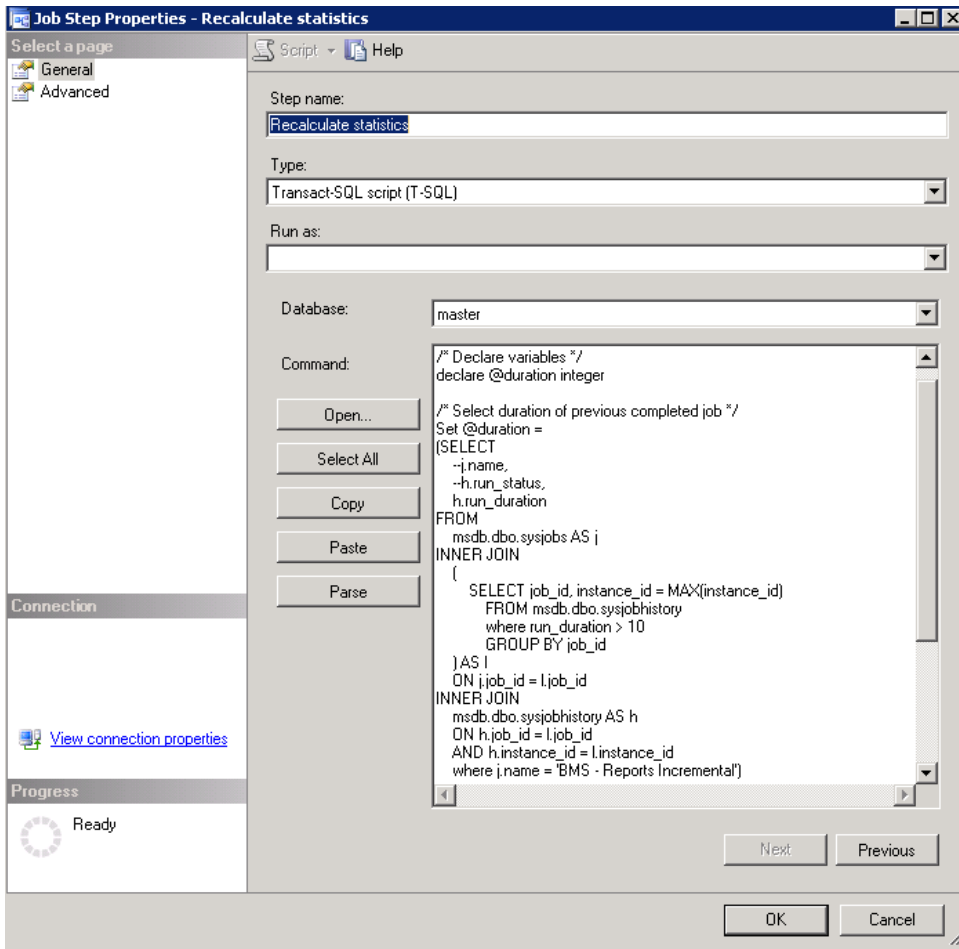 Job Step Properties - Recalculate statistics
Select a page
General
Advanced
Script
Help
Step name:
Recalculate statistics
Type:
Transact-SQL script (T-SQL)
Run as:
Database:
master
Command:
Open...
Select All
Copy
Paste
Parse
/* Declare variables */
declare @duration integer
/* Select duration of previous completed job */
Set @duration =
(SELECT
--j.name,
--h.run_status,
h.run_duration
FROM
msdb.dbo.sysjobs AS j
INNER JOIN
(
SELECT job_id, instance_id = MAX(instance_id)
FROM msdb.dbo.sysjobhistory
where run_duration > 10
GROUP BY job_id
) AS l
ON j.job_id = l.job_id
INNER JOIN
msdb.dbo.sysjobhistory AS h
ON h.job_id = l.job_id
AND h.instance_id = l.instance_id
where j.name = 'BMS - Reports Incremental')
Connection
View connection properties
Progress
Ready
Next
Previous
OK
Cancel